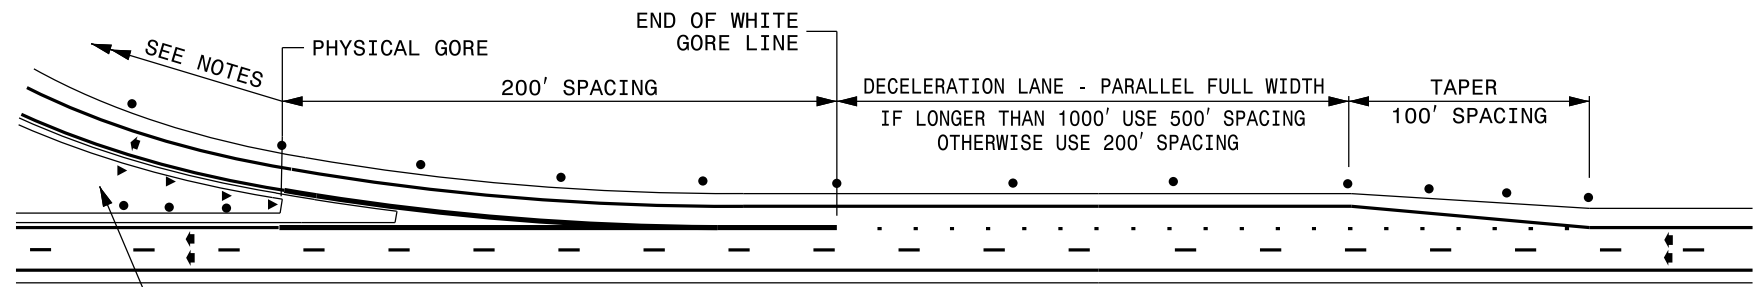 SEE NOTES
PHYSICAL GORE
END OF WHITE
GORE LINE
200' SPACING
DECELERATION LANE - PARALLEL FULL WIDTH
IF LONGER THAN 1000' USE 500' SPACING
OTHERWISE USE 200' SPACING
TAPER
100' SPACING